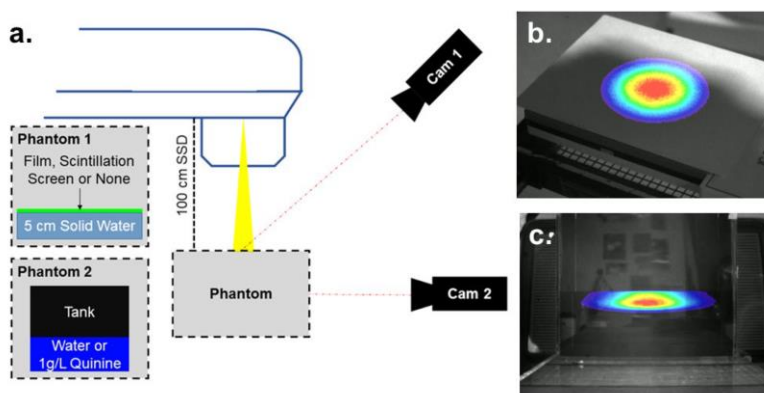 a.
Cam 1
b.
100 cm SSD
Phantom 1
Film, Scintillation
Screen or None
5 cm Solid Water
Phantom 2
Tank
Water or
1g/L Quinine
Phantom
Cam 2
c.